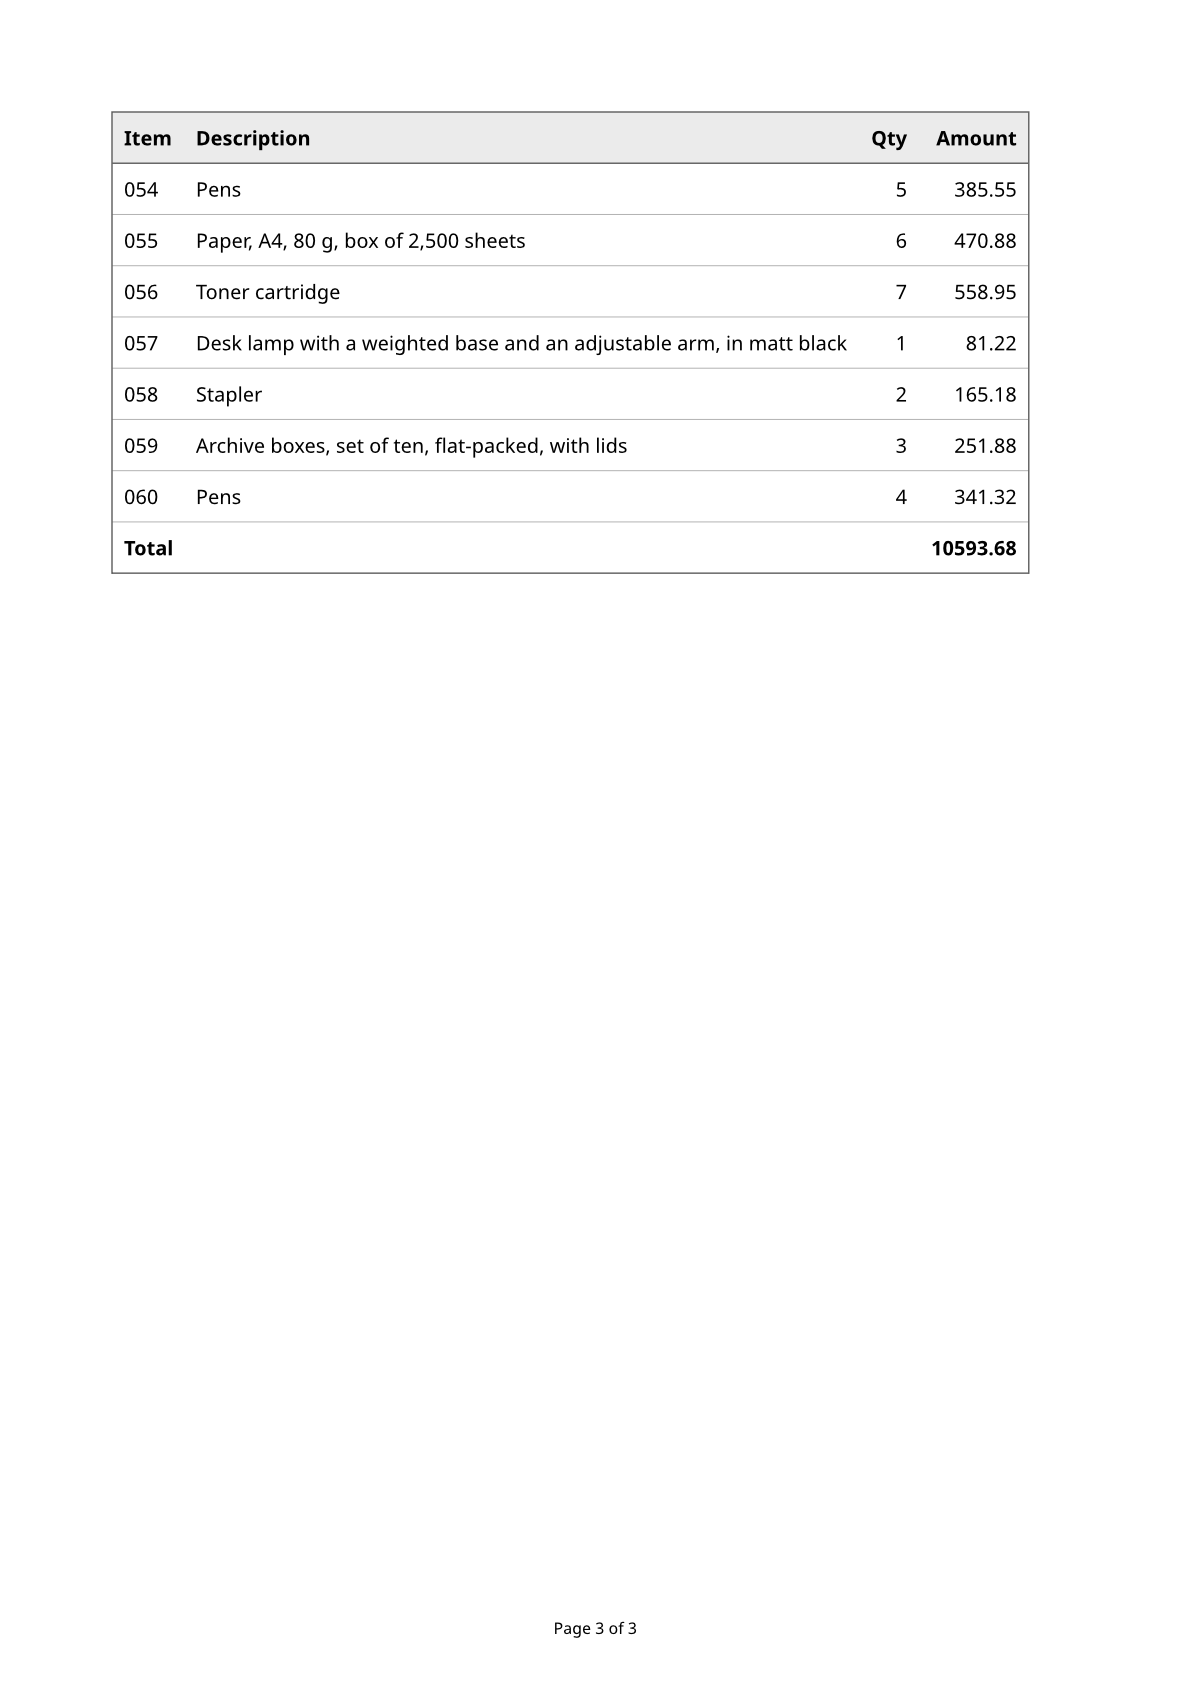 Item Description Qty Amount
054 Pens 5 385.55
055 Paper, A4, 80 g, box of 2,500 sheets 6 470.88
056 Toner cartridge 7 558.95
057 Desk lamp with a weighted base and an adjustable arm, in matt black 1 81.22
058 Stapler 2 165.18
059 Archive boxes, set of ten, flat-packed, with lids 3 251.88
060 Pens 4 341.32
Total 10593.68
Page 3 of 3